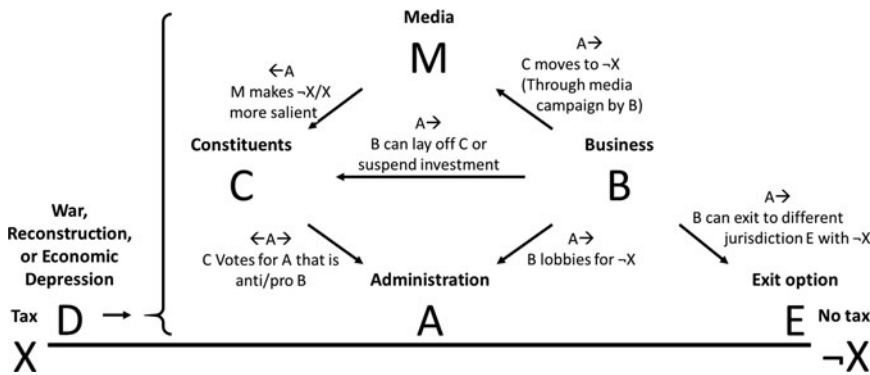 Media
M
←A
M makes ¬X/X
more salient
A→
C moves to ¬X
(Through media
campaign by B)
Constituents
C
A→
B can lay off C or
suspend investment
Business
B
War,
Reconstruction,
or Economic
Depression
←A→
C Votes for A that is
anti/pro B
A→
B lobbies for ¬X
A→
B can exit to different
jurisdiction E with ¬X
Administration
A
Exit option
E
Tax
D
No tax
X
¬X